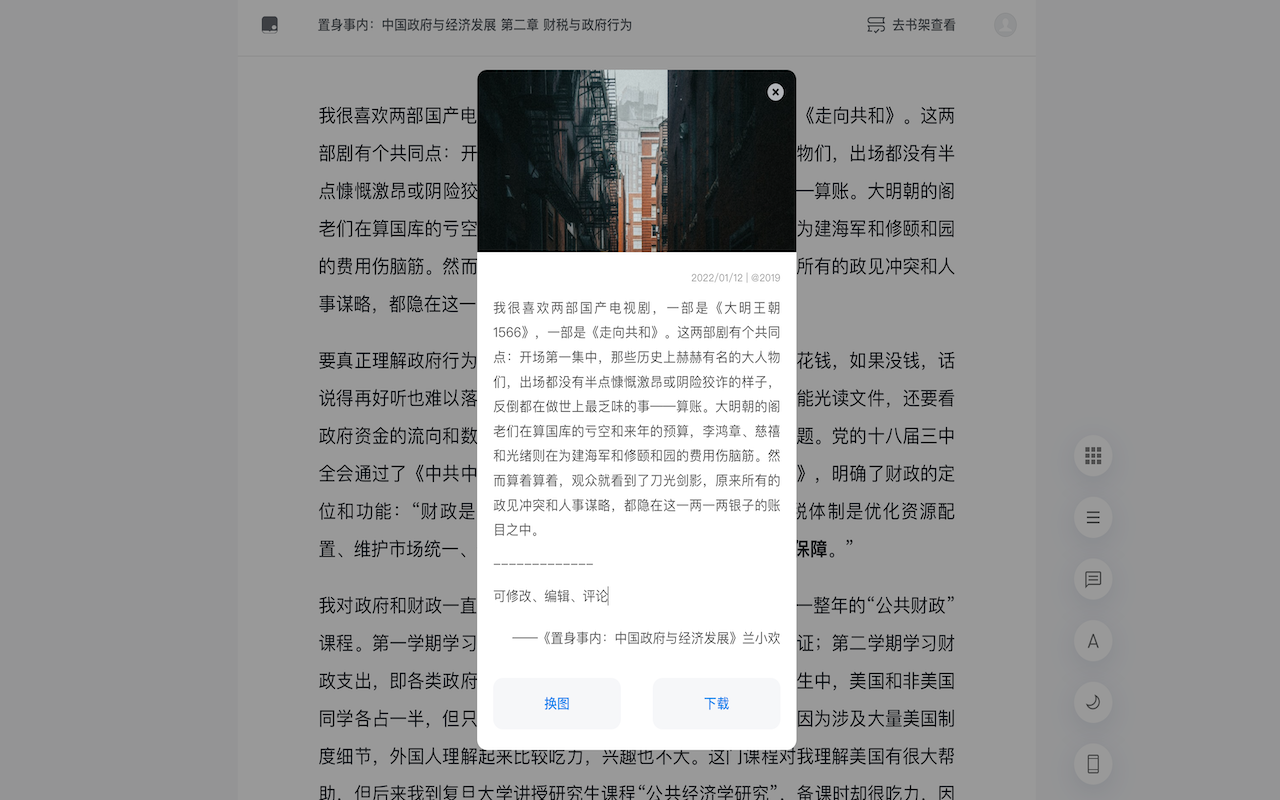 置身事内：中国政府与经济发展 第二章 财税与政府行为
去书架查看
我很喜欢两部国产电
《走向共和》。这两
部剧有个共同点：开
物们，出场都没有半
点慷慨激昂或阴险狡
—算账。大明朝的阁
老们在算国库的亏空
为建海军和修颐和园
的费用伤脑筋。然而
所有的政见冲突和人
事谋略，都隐在这一
要真正理解政府行为
花钱，如果没钱，话
说得再好听也难以落
能光读文件，还要看
政府资金的流向和数
题。党的十八届三中
全会通过了《中共中
》，明确了财政的定
位和功能：“财政是
税体制是优化资源配
置、维护市场统一、
保障。”
我对政府和财政一直
一整年的“公共财政”
课程。第一学期学习
证；第二学期学习财
政支出，即各类政府
生中，美国和非美国
同学各占一半，但只
因为涉及大量美国制
度细节，外国人理解起来比较吃力，兴趣也不大。这门课程对我理解美国有很大帮
助，但后来我到复旦大学讲授研究生课程“公共经济学研究”，备课时却很吃力，因
2022/01/12 | @2019
我很喜欢两部国产电视剧，一部是《大明王朝
1566》，一部是《走向共和》。这两部剧有个共同
点：开场第一集中，那些历史上赫赫有名的大人物
们，出场都没有半点慷慨激昂或阴险狡诈的样子，
反倒都在做世上最乏味的事——算账。大明朝的阁
老们在算国库的亏空和来年的预算，李鸿章、慈禧
和光绪则在为建海军和修颐和园的费用伤脑筋。然
而算着算着，观众就看到了刀光剑影，原来所有的
政见冲突和人事谋略，都隐在这一两一两银子的账
目之中。
_____________
可修改、编辑、评论
——《置身事内：中国政府与经济发展》兰小欢
换图
下载
A